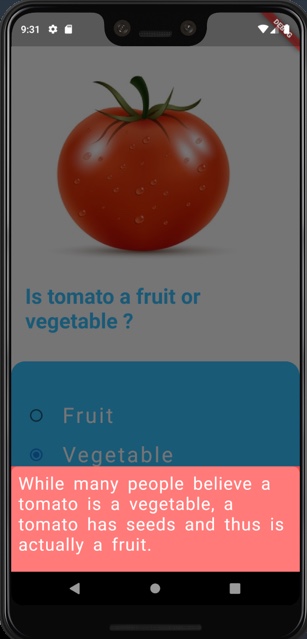 9:31
DEBUG
Is tomato a fruit or
vegetable ?
Fruit
Vegetable
While many people believe a
tomato is a vegetable, a
tomato has seeds and thus is
actually a fruit.